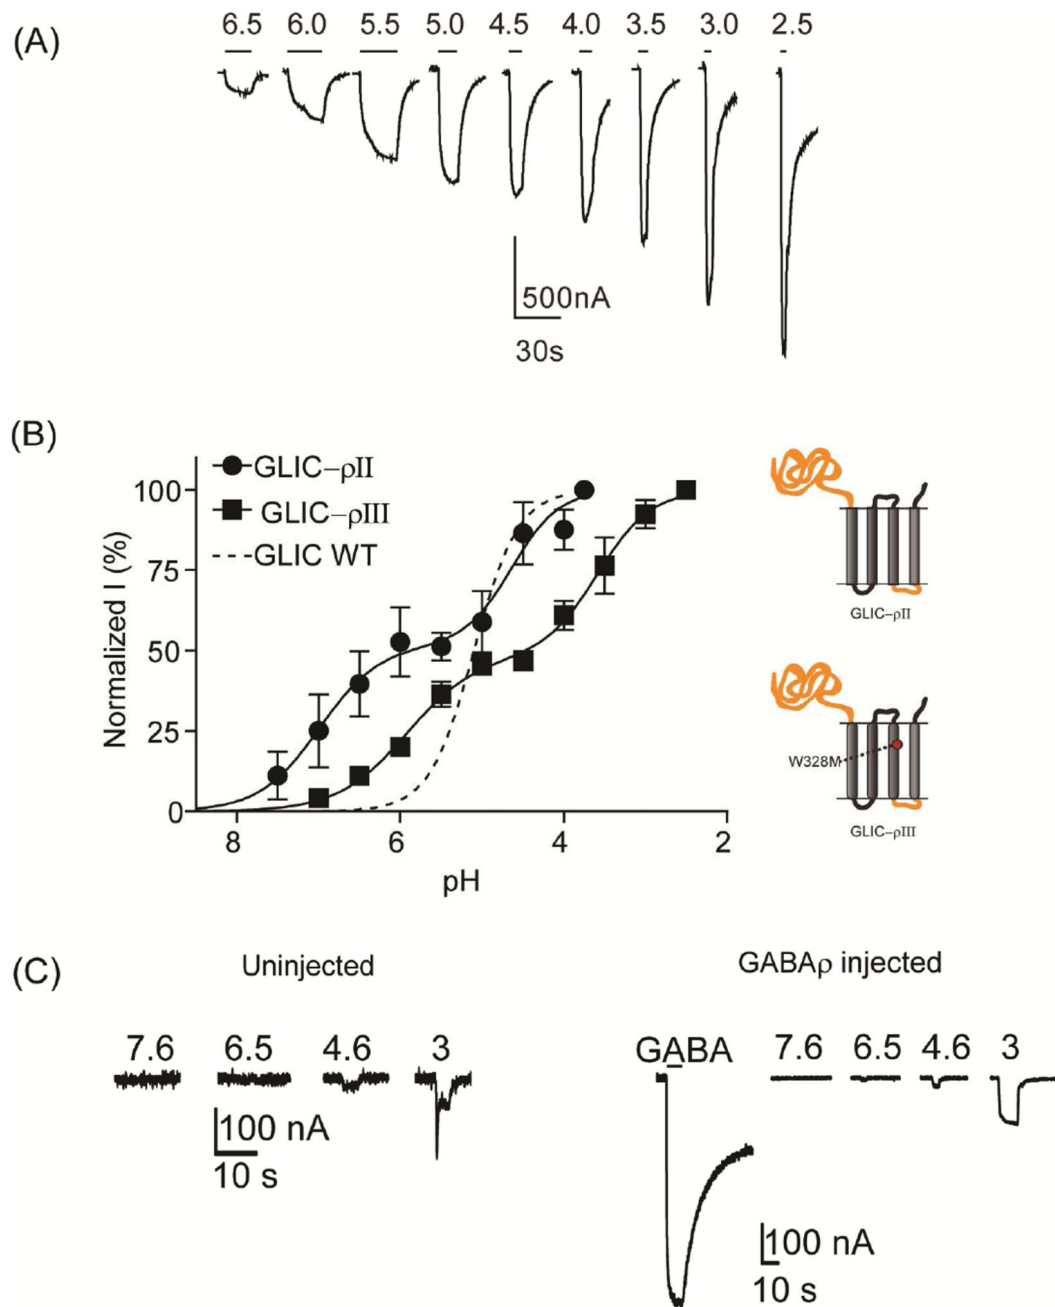 (A)
6.5 6.0 5.5 5.0 4.5 4.0 3.5 3.0 2.5
500nA
30s
(B)
GLIC–ρII
GLIC–ρIII
GLIC WT
Normalized I (%)
100
75
50
25
0
8 6 4 2
pH
GLIC–ρII
W328M
GLIC–ρIII
(C)
Uninjected
7.6 6.5 4.6 3
100 nA
10 s
GABAρ injected
GABA 7.6 6.5 4.6 3
100 nA
10 s